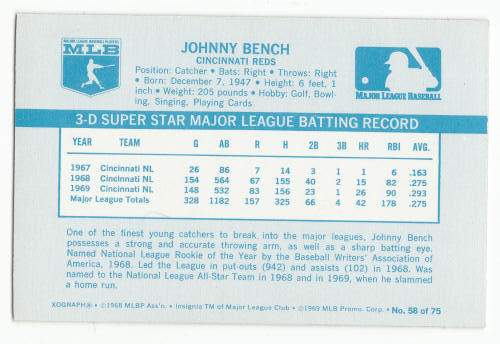 MAJOR LEAGUE BASEBALL PLAYERS
MLB
JOHNNY BENCH
CINCINNATI REDS
Position: Catcher • Bats: Right • Throws: Right
• Born: December 7, 1947 • Height: 6 feet, 1
inch • Weight: 205 pounds • Hobby: Golf, Bowl-
ing, Singing, Playing Cards
MAJOR LEAGUE BASEBALL
3-D SUPER STAR MAJOR LEAGUE BATTING RECORD
YEAR TEAM G AB R H 2B 3B HR RBI AVG.
1967 Cincinnati NL 26 86 7 14 3 1 1 6 .163
1968 Cincinnati NL 154 564 67 155 40 2 15 82 .275
1969 Cincinnati NL 148 532 83 156 23 1 26 90 .293
Major League Totals 328 1182 157 325 66 4 42 178 .275
One of the finest young catchers to break into the major leagues, Johnny Bench
possesses a strong and accurate throwing arm, as well as a sharp batting eye.
Named National League Rookie of the Year by the Baseball Writers' Association of
America, 1968. Led the League in put-outs (942) and assists (102) in 1968. Was
named to the National League All-Star Team in 1968 and in 1969, when he slammed
a home run.
XOGRAPH® • ©1968 MLBP Ass'n. • Insignia TM of Major League Club • ©1969 MLB Promo. Corp. • No. 58 of 75